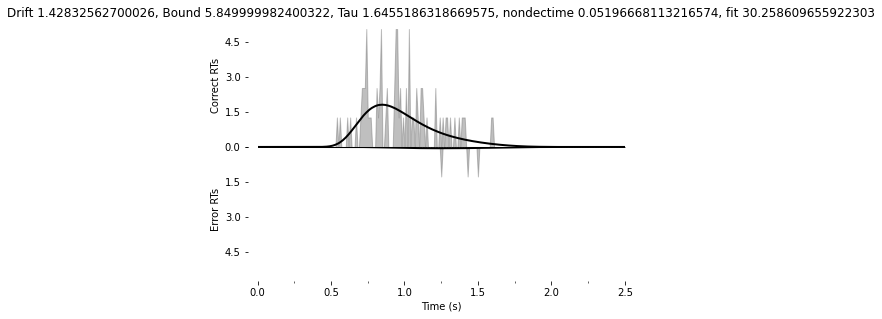 Drift 1.42832562700026, Bound 5.849999982400322, Tau 1.6455186318669575, nondectime 0.05196668113216574, fit 30.258609655922303
4.5
3.0
1.5
0.0
1.5
3.0
4.5
Correct RTs
Error RTs
0.0 0.5 1.0 1.5 2.0 2.5
Time (s)